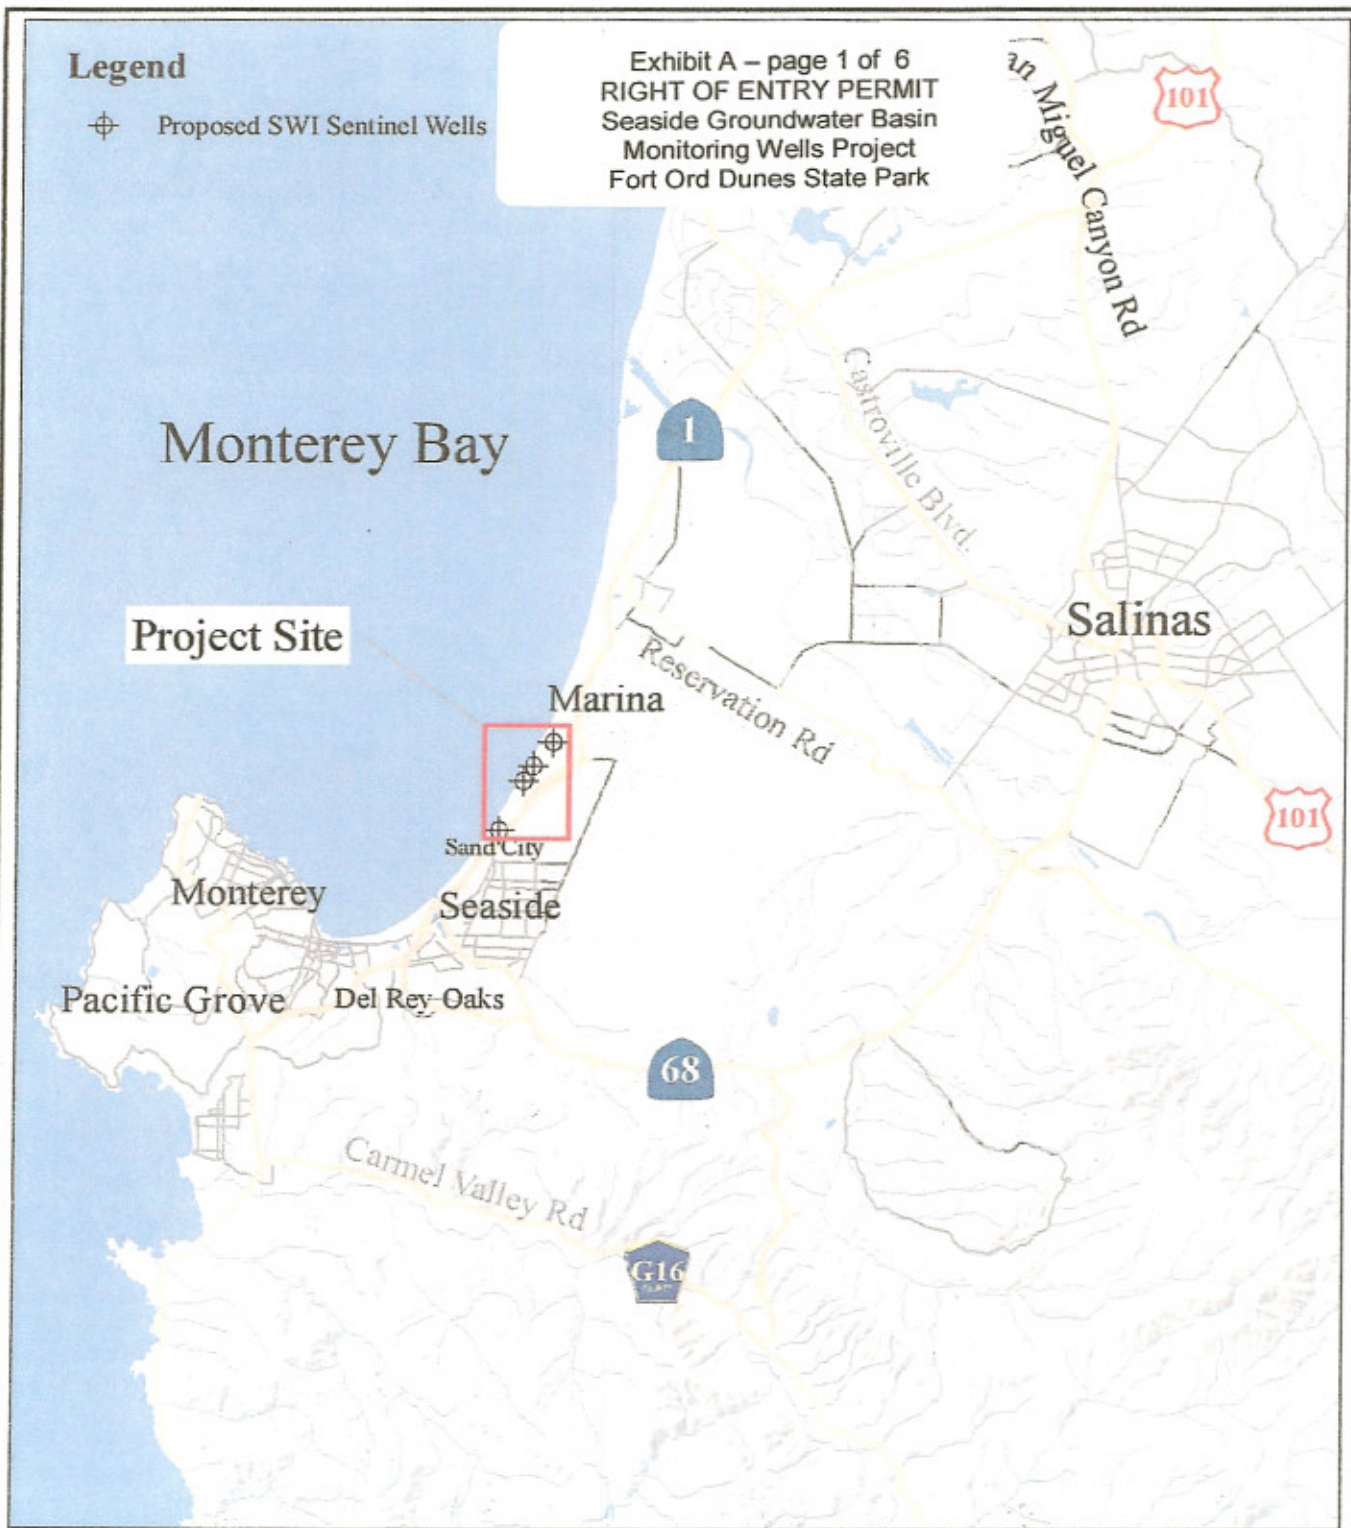 Legend
Proposed SWI Sentinel Wells
Exhibit A – page 1 of 6
RIGHT OF ENTRY PERMIT
Seaside Groundwater Basin
Monitoring Wells Project
Fort Ord Dunes State Park
an Miguel Canyon Rd
101
Monterey Bay
1
Castroville Blvd.
Project Site
Salinas
Marina
Reservation Rd
101
Sand City
Monterey
Seaside
Pacific Grove
Del Rey Oaks
68
Carmel Valley Rd
G16